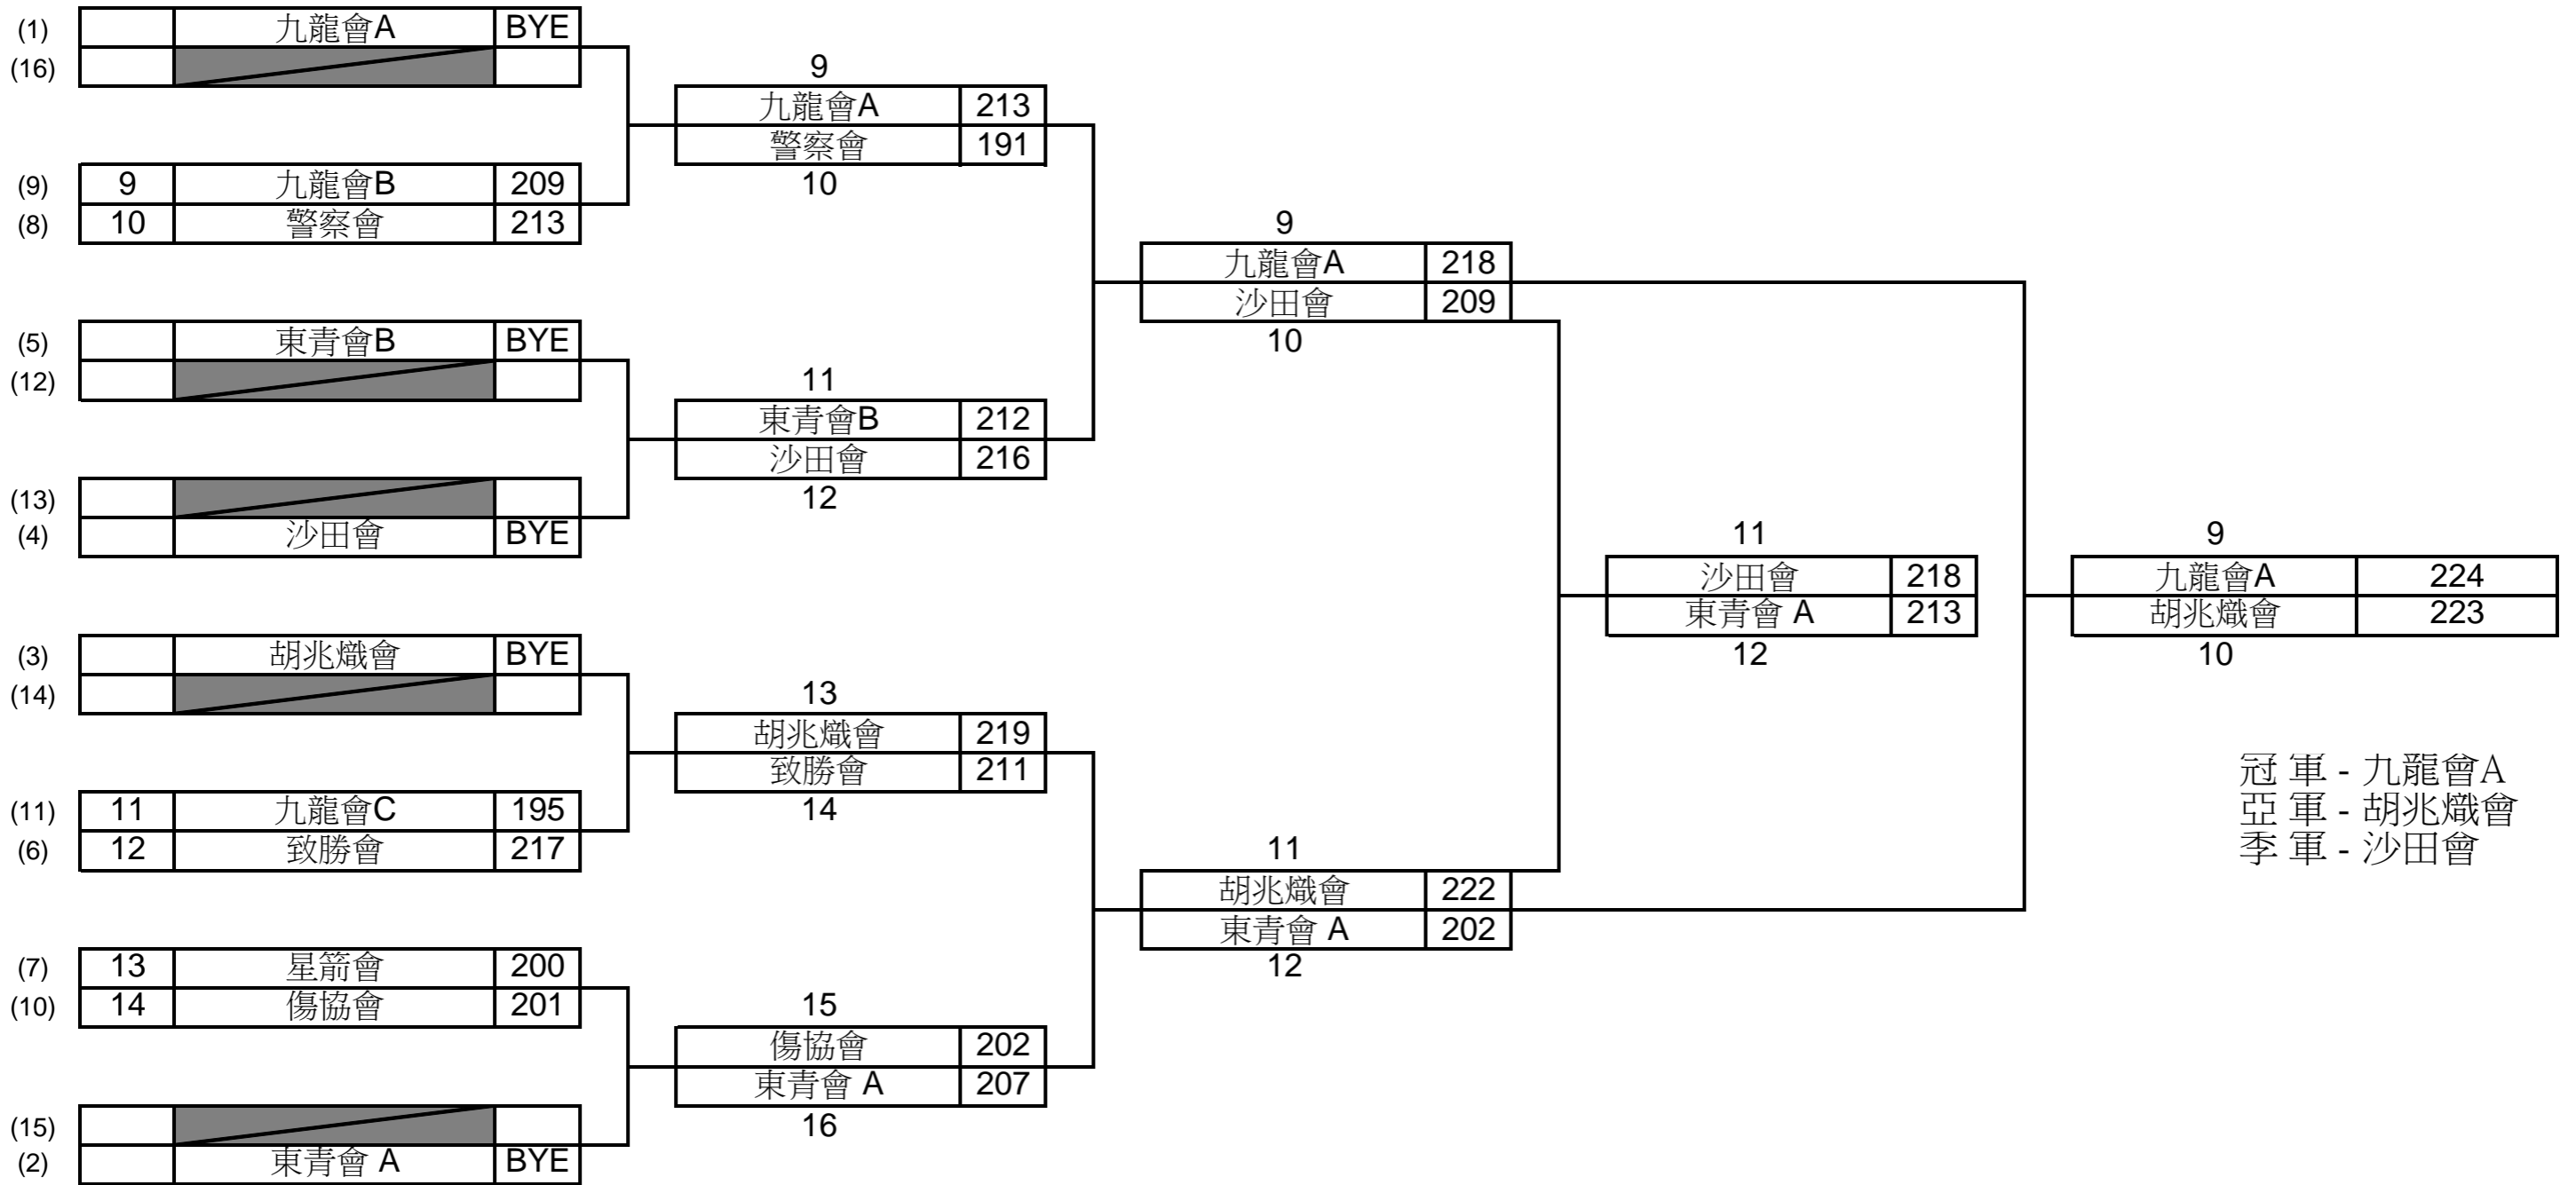 (1) 九龍會A BYE
(16)
(9) 9 九龍會B 209
(8) 10 警察會 213
(5) 東青會B BYE
(12)
(13)
(4) 沙田會 BYE
(3) 胡兆熾會 BYE
(14)
(11) 11 九龍會C 195
(6) 12 致勝會 217
(7) 13 星箭會 200
(10) 14 傷協會 201
(15)
(2) 東青會 A BYE
9
九龍會A 213
警察會 191
10
11
東青會B 212
沙田會 216
12
13
胡兆熾會 219
致勝會 211
14
15
傷協會 202
東青會 A 207
16
9
九龍會A 218
沙田會 209
10
11
胡兆熾會 222
東青會 A 202
12
11
沙田會 218
東青會 A 213
12
9
九龍會A 224
胡兆熾會 223
10
冠 軍 - 九龍會A
亞 軍 - 胡兆熾會
季 軍 - 沙田會